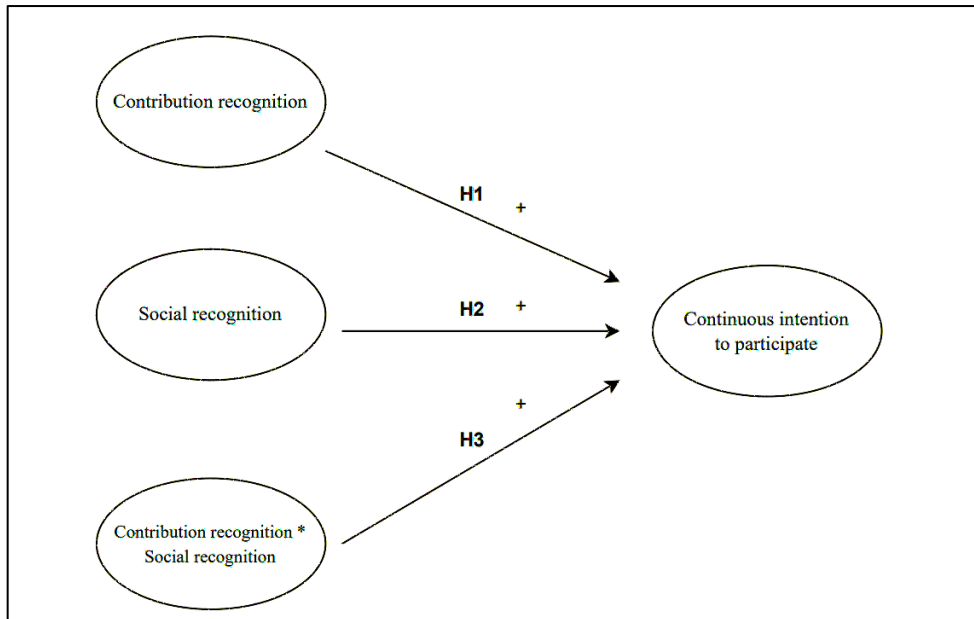 Contribution recognition
H1
+
Social recognition
H2
+
Continuous intention
to participate
+
H3
Contribution recognition *
Social recognition